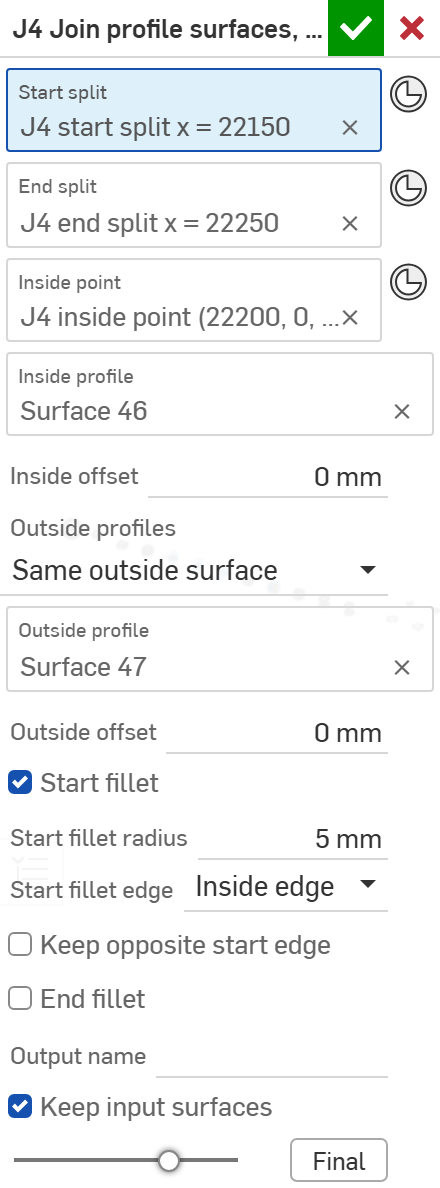 J4 Join profile surfaces, ...
Start split
J4 start split x = 22150
End split
J4 end split x = 22250
Inside point
J4 inside point (22200, 0, ...
Inside profile
Surface 46
Inside offset 0 mm
Outside profiles
Same outside surface
Outside profile
Surface 47
Outside offset 0 mm
Start fillet
Start fillet radius 5 mm
Start fillet edge Inside edge
Keep opposite start edge
End fillet
Output name
Keep input surfaces
Final